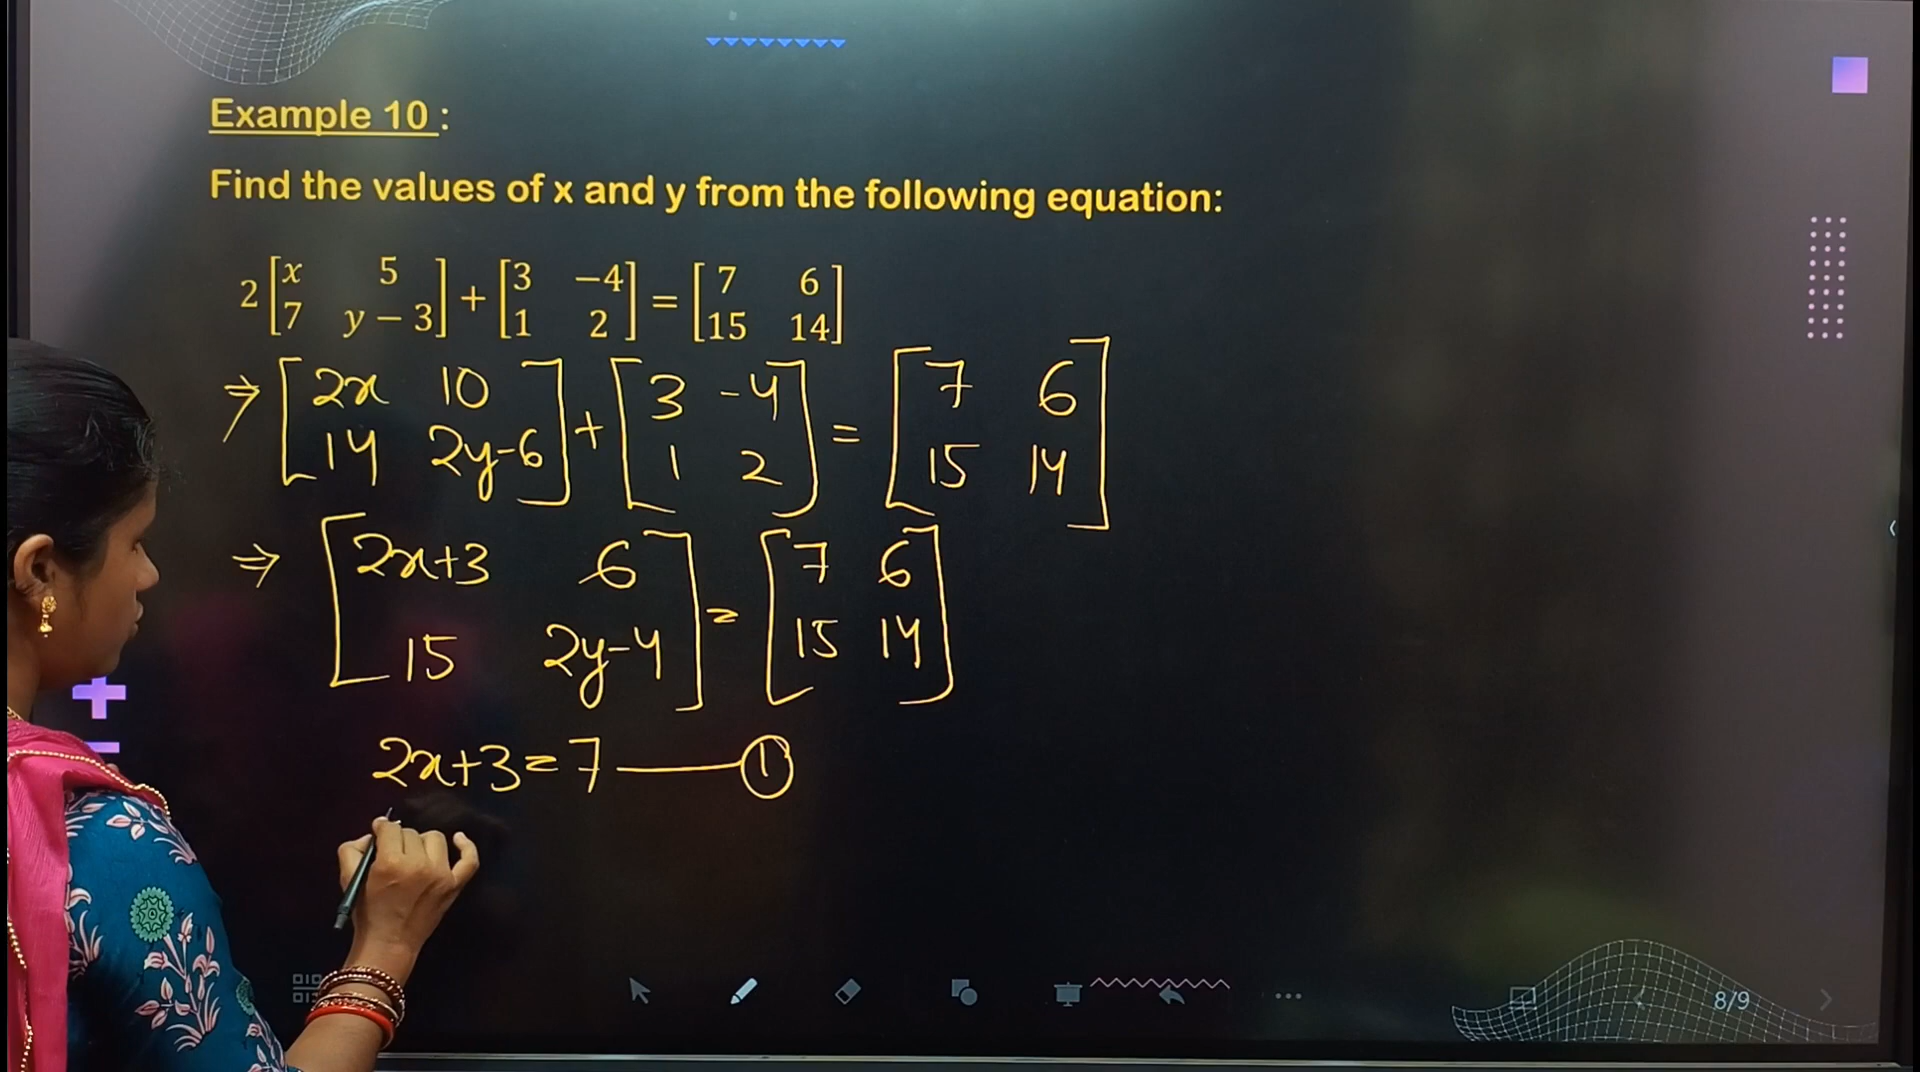 Example 10 :
Find the values of x and y from the following equation:
2 [x 5; 7 y − 3] + [3 −4; 1 2] = [7 6; 15 14]
⇒ [2x 10; 14 2y-6] + [3 -4; 1 2] = [7 6; 15 14]
⇒ [2x+3 6; 15 2y-4] = [7 6; 15 14]
2x+3=7 —— ①
8/9